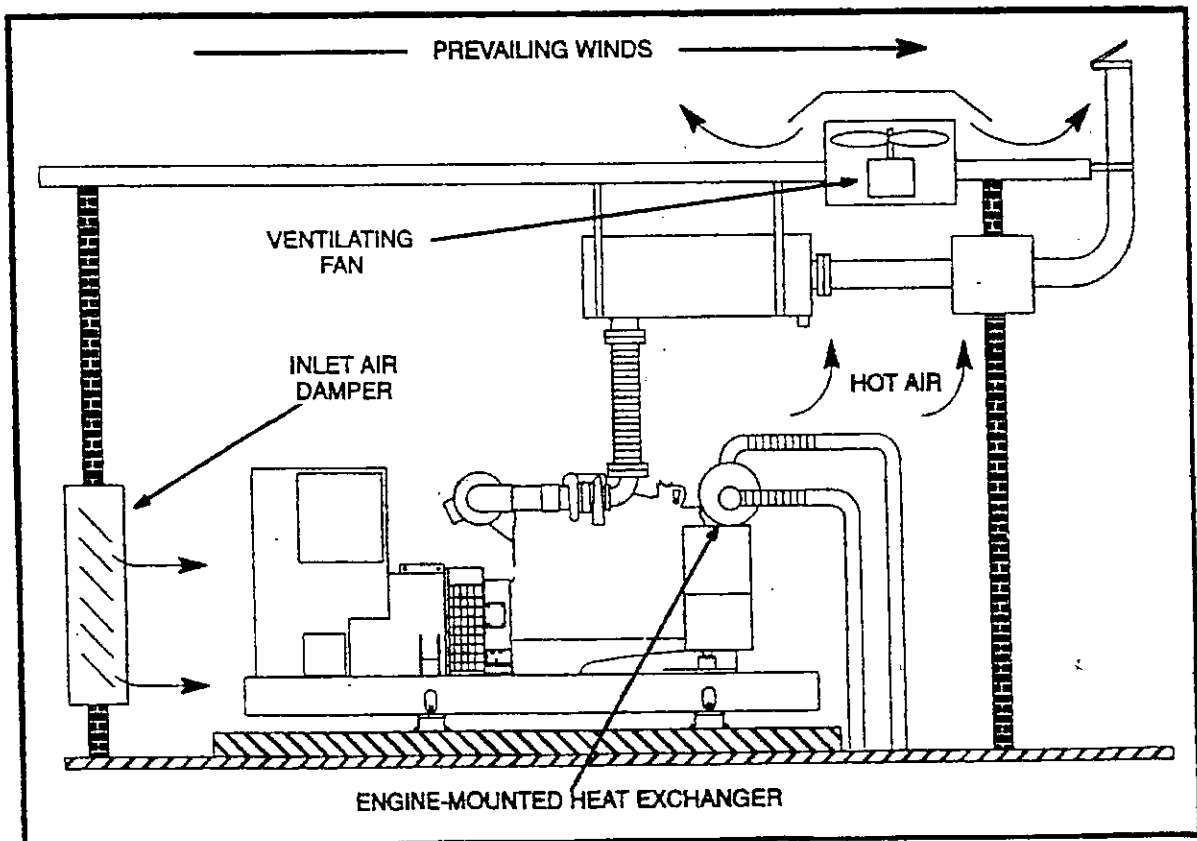 PREVAILING WINDS
VENTILATING
FAN
INLET AIR
DAMPER
HOT AIR
ENGINE-MOUNTED HEAT EXCHANGER